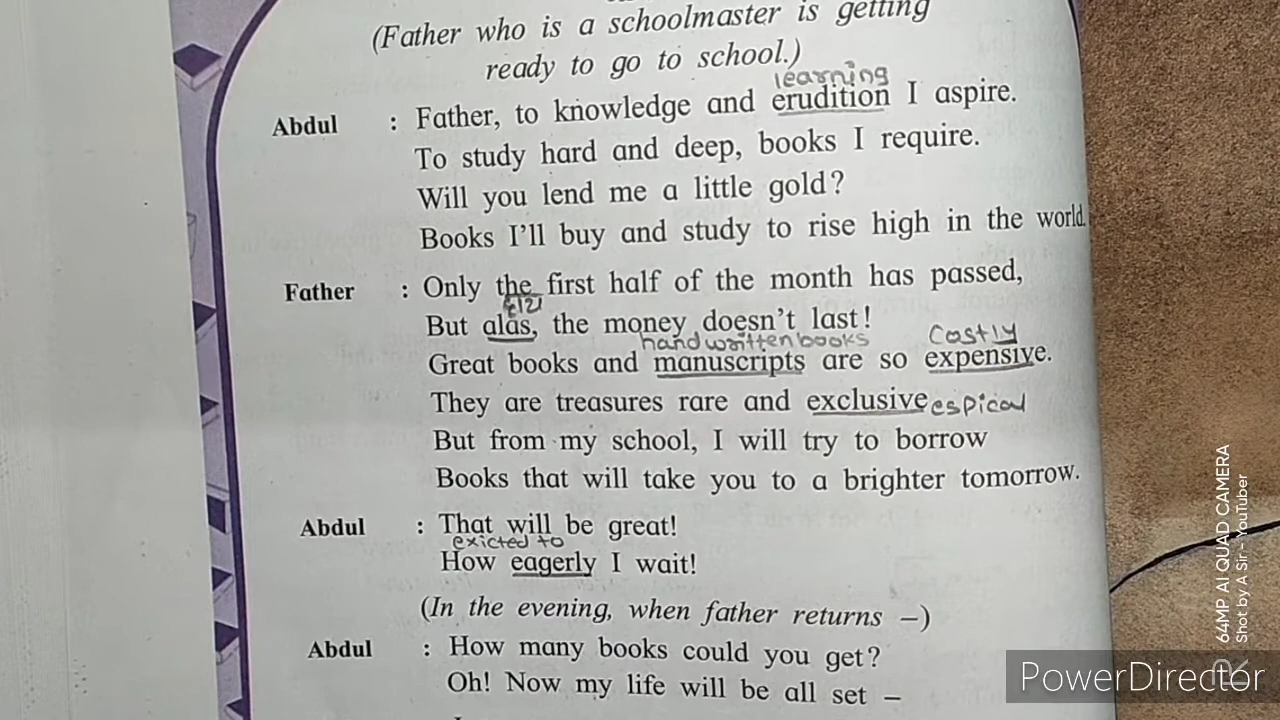 (Father who is a schoolmaster is getting
ready to go to school.)
learning
Abdul : Father, to knowledge and erudition I aspire.
To study hard and deep, books I require.
Will you lend me a little gold?
Books I'll buy and study to rise high in the world.
Father : Only the first half of the month has passed,
But alas, the money doesn't last!
handwritten books costly
Great books and manuscripts are so expensive.
They are treasures rare and exclusive espical
But from my school, I will try to borrow
Books that will take you to a brighter tomorrow.
Abdul : That will be great!
exicted to
How eagerly I wait!
(In the evening, when father returns –)
Abdul : How many books could you get?
Oh! Now my life will be all set –
64MP AI QUAD CAMERA
Shot by A Sir - YouTuber
PowerDirector